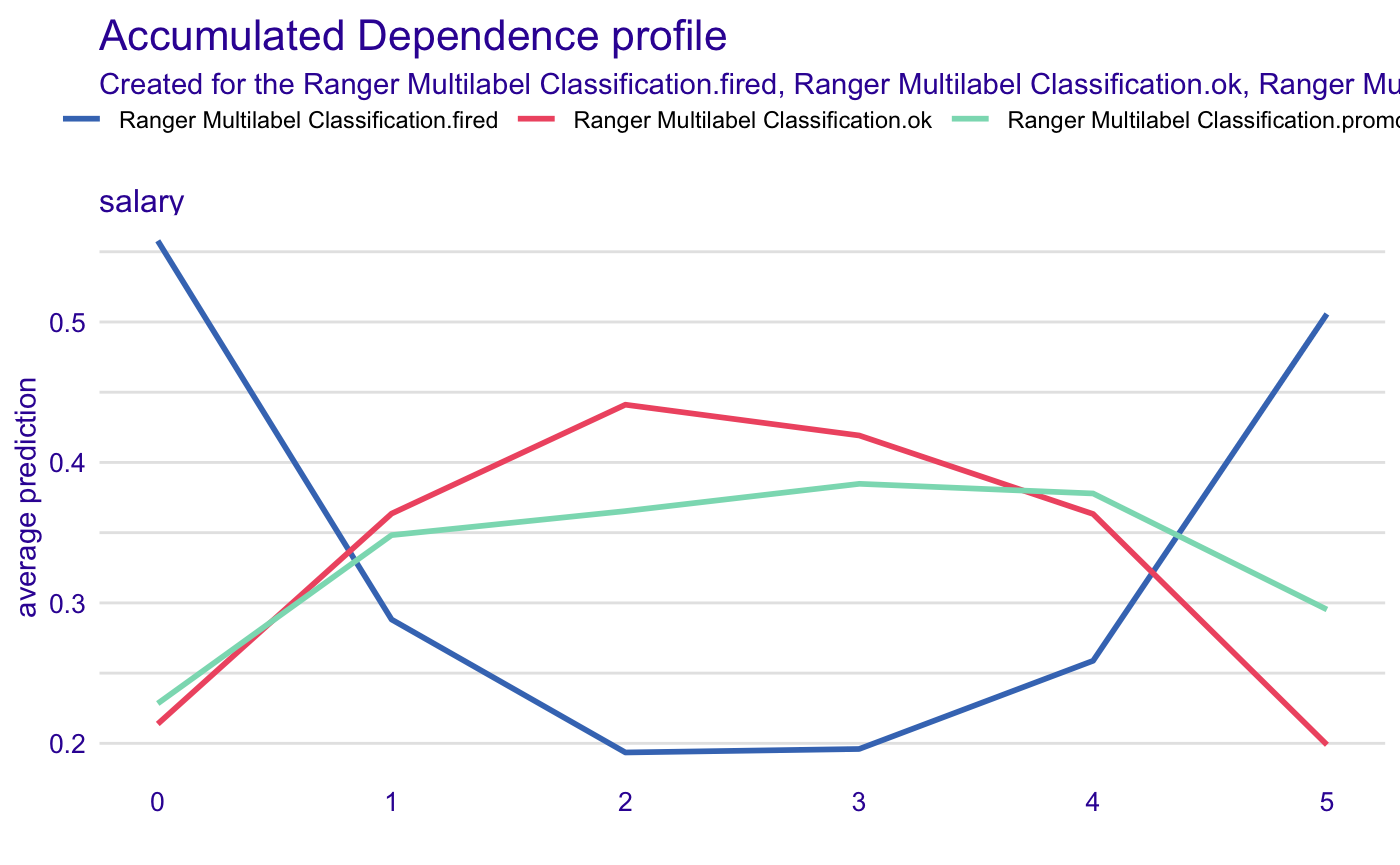 Accumulated Dependence profile
Created for the Ranger Multilabel Classification.fired, Ranger Multilabel Classification.ok, Ranger Mu
Ranger Multilabel Classification.fired Ranger Multilabel Classification.ok Ranger Multilabel Classification.promo
salary
0.5
0.4
0.3
0.2
average prediction
0 1 2 3 4 5